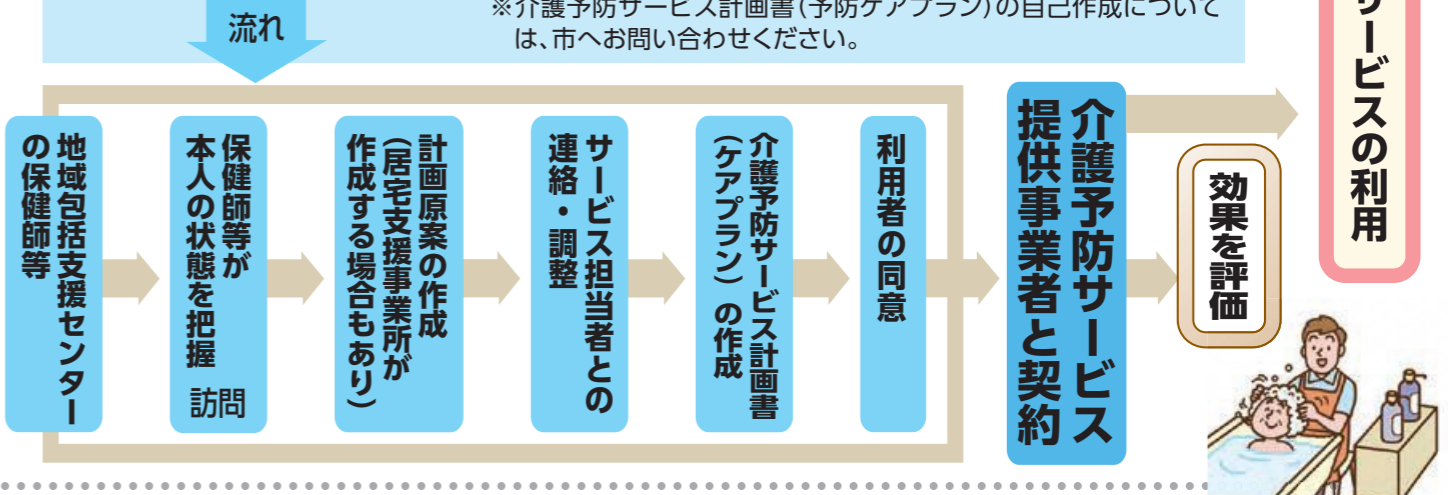 ※介護予防サービス計画書(予防ケアプラン)の自己作成について
は、市へお問い合わせください。
流れ
地域包括支援センター
の保健師等
保健師等が
本人の状態を把握
訪問
計画原案の作成
(居宅支援事業所が
作成する場合もあり)
サービス担当者との
連絡・調整
介護予防サービス計画書
(ケアプラン)の作成
利用者の同意
介護予防サービス
提供事業者と契約
効果を評価
サービスの利用